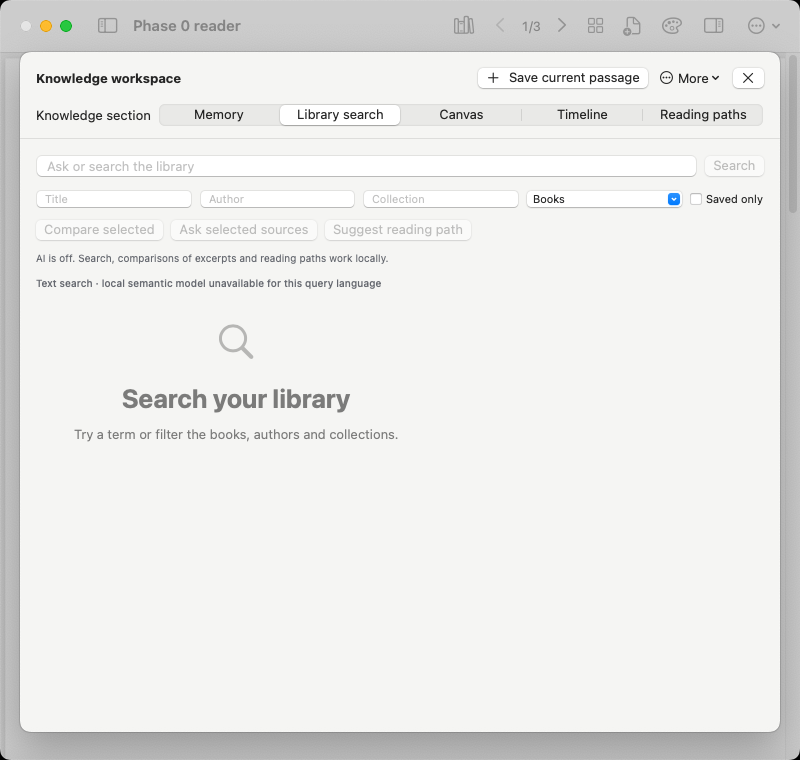 Phase 0 reader
1/3
Knowledge workspace
Save current passage
More
Knowledge section
Memory
Library search
Canvas
Timeline
Reading paths
Ask or search the library
Search
Title
Author
Collection
Books
Saved only
Compare selected
Ask selected sources
Suggest reading path
AI is off. Search, comparisons of excerpts and reading paths work locally.
Text search · local semantic model unavailable for this query language
Search your library
Try a term or filter the books, authors and collections.